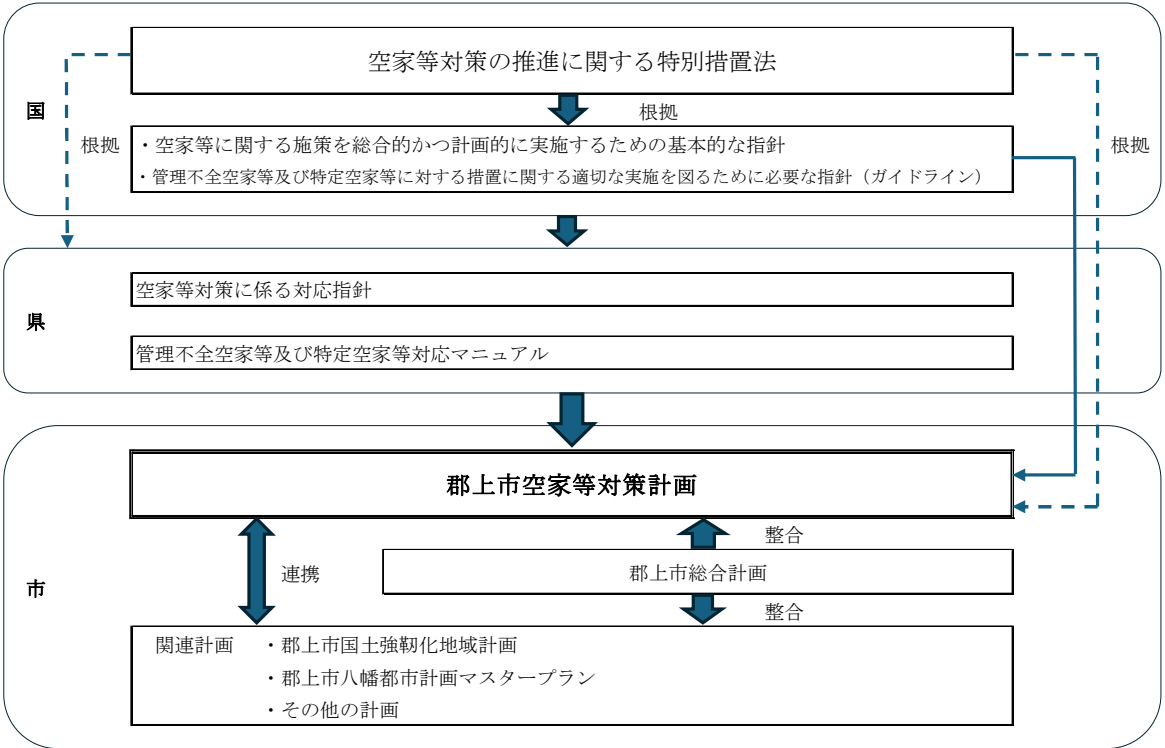 空家等対策の推進に関する特別措置法
国
根拠
根拠
・空家等に関する施策を総合的かつ計画的に実施するための基本的な指針
根拠
・管理不全空家等及び特定空家等に対する措置に関する適切な実施を図るために必要な指針（ガイドライン）
空家等対策に係る対応指針
県
管理不全空家等及び特定空家等対応マニュアル
郡上市空家等対策計画
整合
連携
郡上市総合計画
市
整合
関連計画　・郡上市国土強靭化地域計画
・郡上市八幡都市計画マスタープラン
・その他の計画